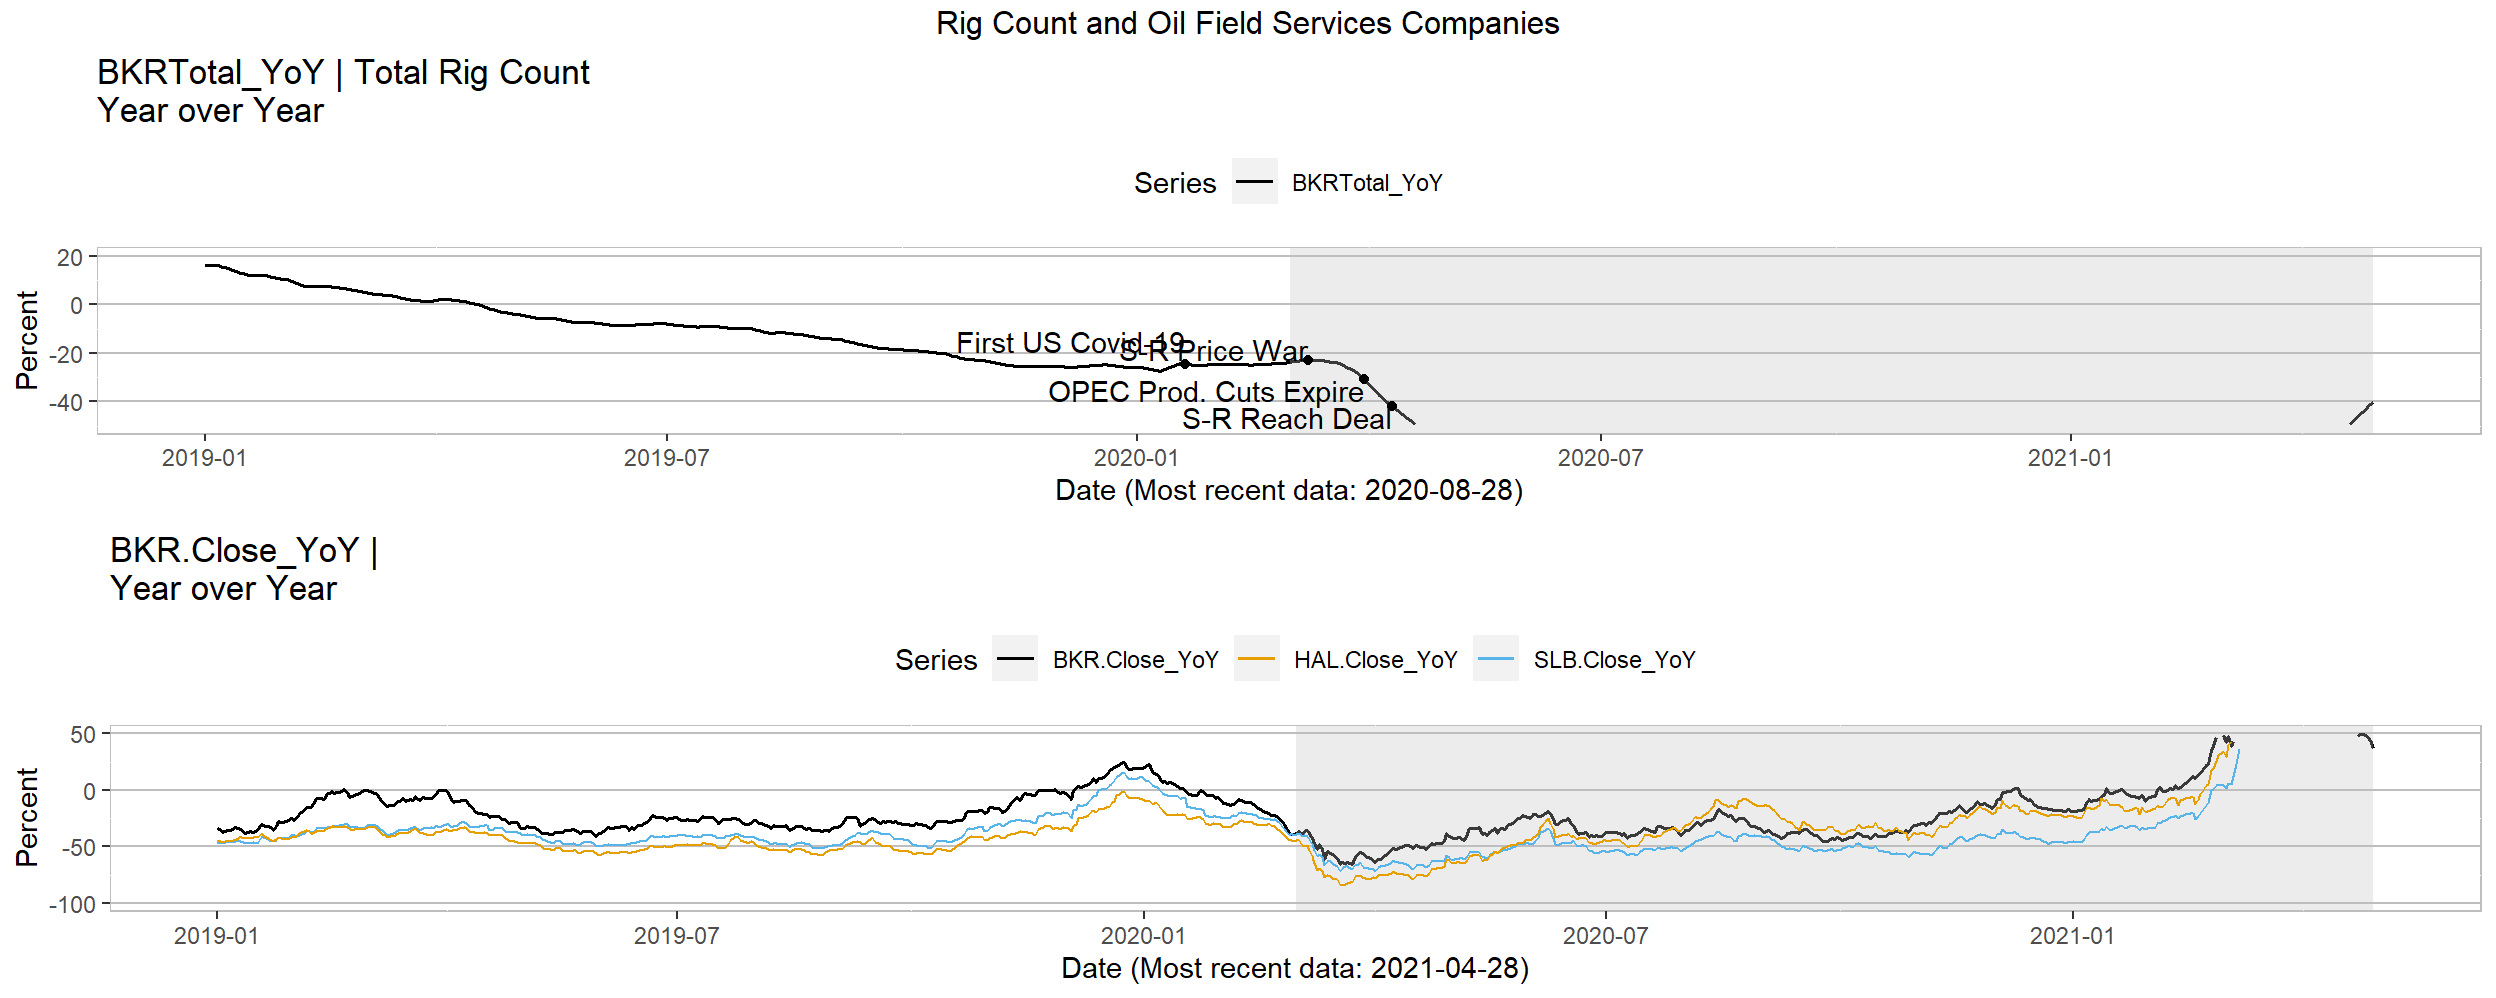 Rig Count and Oil Field Services Companies
BKRTotal_YoY | Total Rig Count
Year over Year
Series BKRTotal_YoY
Percent
20
0
-20
-40
First US Covid-19
S-R Price War
OPEC Prod. Cuts Expire
S-R Reach Deal
2019-01 2019-07 2020-01 2020-07 2021-01
Date (Most recent data: 2020-08-28)
BKR.Close_YoY |
Year over Year
Series BKR.Close_YoY HAL.Close_YoY SLB.Close_YoY
Percent
50
0
-50
-100
2019-01 2019-07 2020-01 2020-07 2021-01
Date (Most recent data: 2021-04-28)